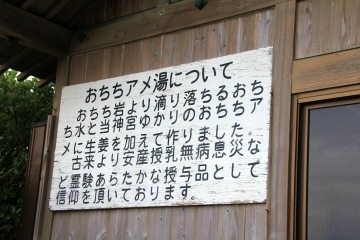 おちちアメ湯について
おちち岩より滴り落ちるおち
ち水と当神宮ゆかりのおちちア
メに生姜を加えて作りました。
古来より安産授乳無病息災な
ど霊験あらたかな授与品として
信仰を頂いております。